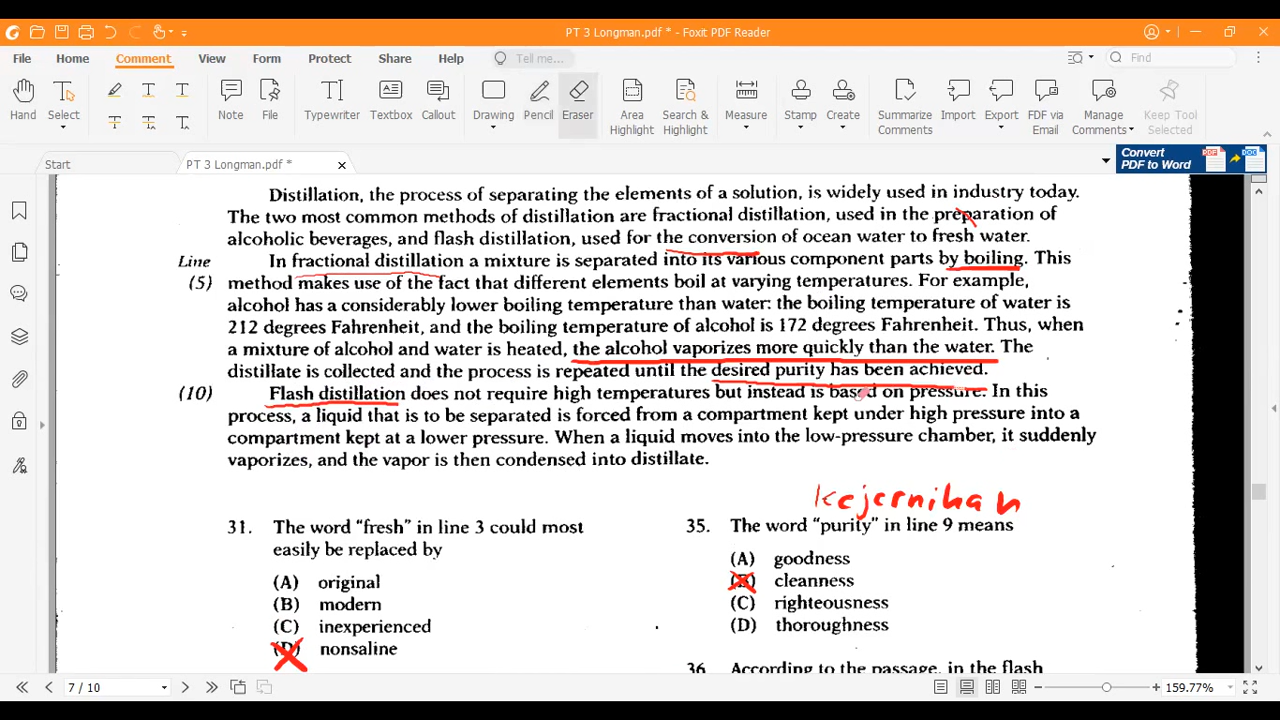 PT 3 Longman.pdf * - Foxit PDF Reader
File Home Comment View Form Protect Share Help Tell me... Find
Hand Select Note File Typewriter Textbox Callout Drawing Pencil Eraser Area Highlight Search & Highlight Measure Stamp Create Summarize Comments Import Export FDF via Email Manage Comments Keep Tool Selected
Start PT 3 Longman.pdf * Convert PDF to Word
Distillation, the process of separating the elements of a solution, is widely used in industry today.
The two most common methods of distillation are fractional distillation, used in the preparation of
alcoholic beverages, and flash distillation, used for the conversion of ocean water to fresh water.
Line In fractional distillation a mixture is separated into its various component parts by boiling. This
(5) method makes use of the fact that different elements boil at varying temperatures. For example,
alcohol has a considerably lower boiling temperature than water: the boiling temperature of water is
212 degrees Fahrenheit, and the boiling temperature of alcohol is 172 degrees Fahrenheit. Thus, when
a mixture of alcohol and water is heated, the alcohol vaporizes more quickly than the water. The
distillate is collected and the process is repeated until the desired purity has been achieved.
(10) Flash distillation does not require high temperatures but instead is based on pressure. In this
process, a liquid that is to be separated is forced from a compartment kept under high pressure into a
compartment kept at a lower pressure. When a liquid moves into the low-pressure chamber, it suddenly
vaporizes, and the vapor is then condensed into distillate.
31. The word "fresh" in line 3 could most
easily be replaced by
(A) original
(B) modern
(C) inexperienced
(D) nonsaline
kejernihan
35. The word "purity" in line 9 means
(A) goodness
(B) cleanness
(C) righteousness
(D) thoroughness
36. According to the passage, in the flash
7 / 10 159.77%